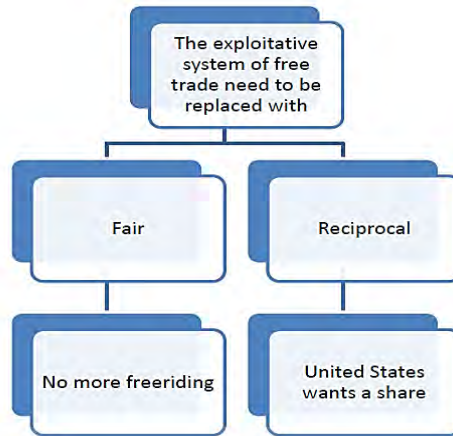 The exploitative
system of free
trade need to be
replaced with
Fair
Reciprocal
No more freeriding
United States
wants a share